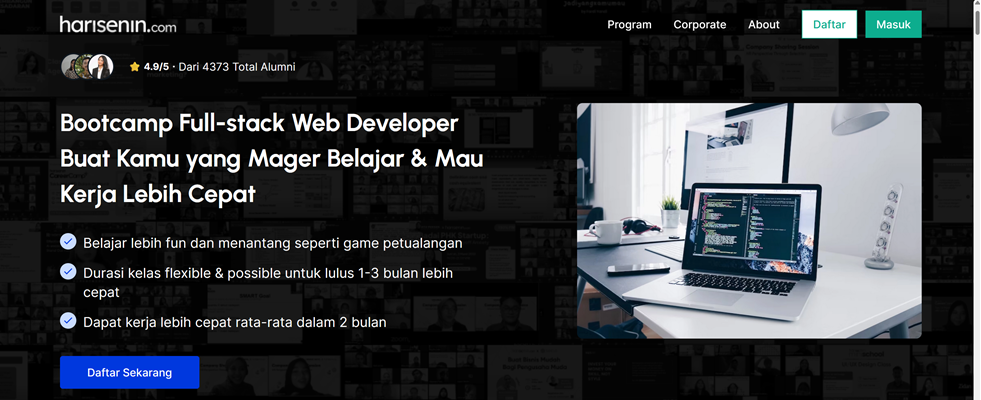 harisenin.com
Program
Corporate
About
Daftar
Masuk
4.9/5 · Dari 4373 Total Alumni
Bootcamp Full-stack Web Developer
Buat Kamu yang Mager Belajar & Mau
Kerja Lebih Cepat
Belajar lebih fun dan menantang seperti game petualangan
Durasi kelas flexible & possible untuk lulus 1-3 bulan lebih
cepat
Dapat kerja lebih cepat rata-rata dalam 2 bulan
Daftar Sekarang